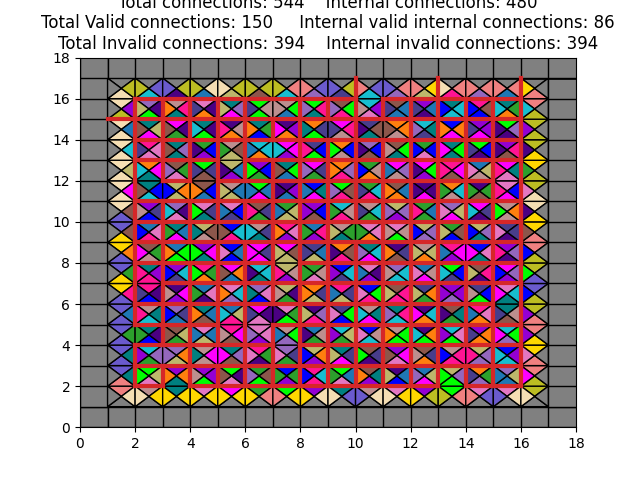 Total connections: 544    Internal connections: 480
Total Valid connections: 150    Internal valid internal connections: 86
Total Invalid connections: 394    Internal invalid connections: 394
18
16
14
12
10
8
6
4
2
0
0 2 4 6 8 10 12 14 16 18